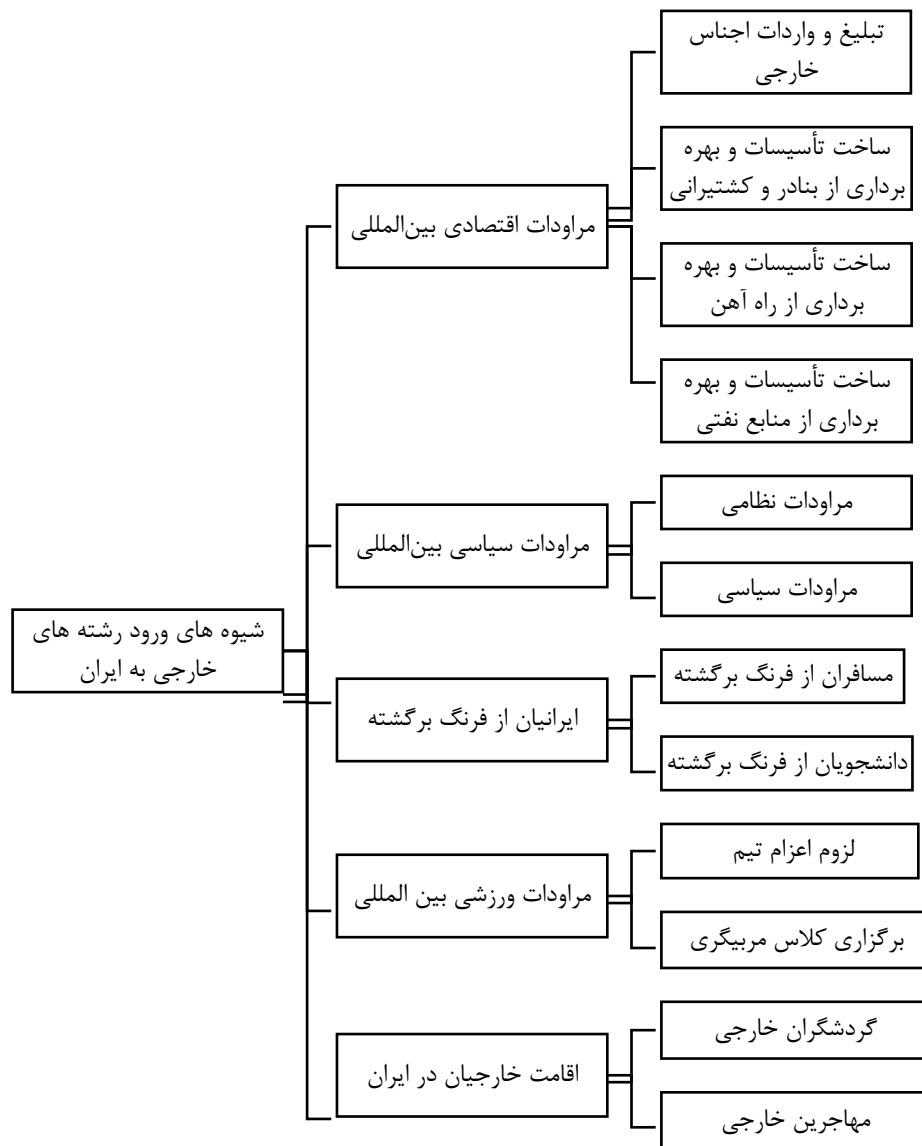 تبلیغ و واردات اجناس
خارجی
ساخت تأسیسات و بهره
برداری از بنادر و کشتیرانی
مراودات اقتصادی بین‌المللی
ساخت تأسیسات و بهره
برداری از راه آهن
ساخت تأسیسات و بهره
برداری از منابع نفتی
مراودات نظامی
مراودات سیاسی بین‌المللی
مراودات سیاسی
شیوه های ورود رشته های
خارجی به ایران
مسافران از فرنگ برگشته
ایرانیان از فرنگ برگشته
دانشجویان از فرنگ برگشته
لزوم اعزام تیم
مراودات ورزشی بین المللی
برگزاری کلاس مربیگری
گردشگران خارجی
اقامت خارجیان در ایران
مهاجرین خارجی